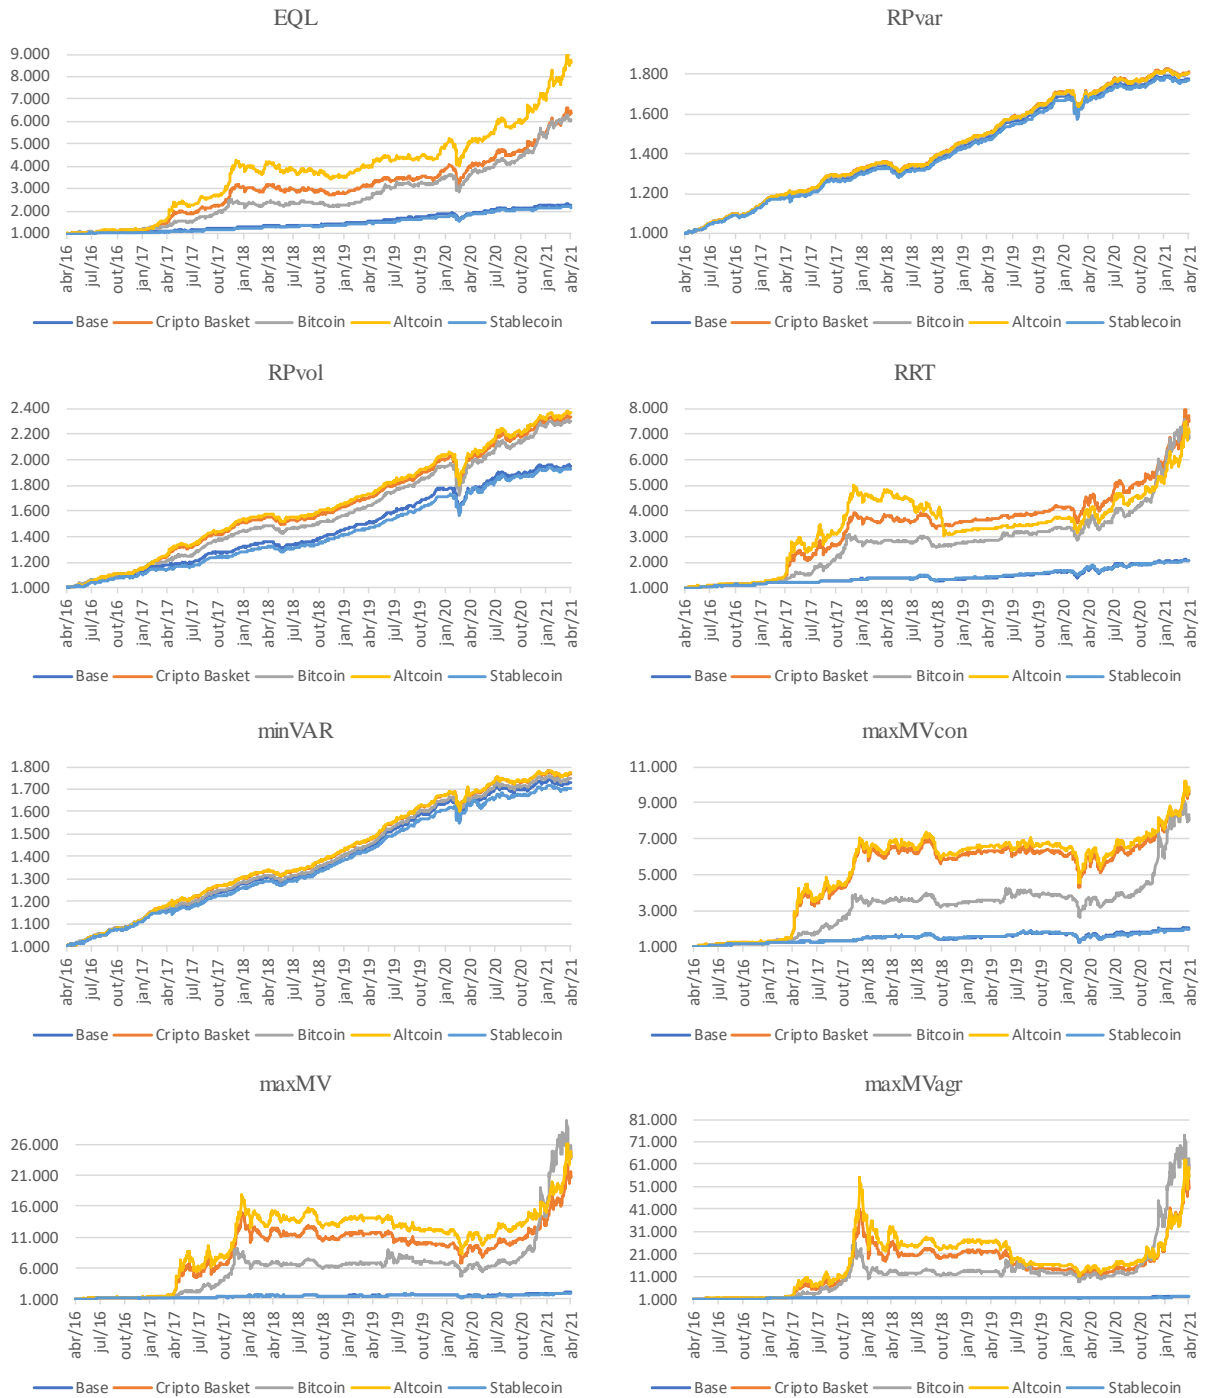 EQL
9.000
8.000
7.000
6.000
5.000
4.000
3.000
2.000
1.000
abr/16 jul/16 out/16 jan/17 abr/17 jul/17 out/17 jan/18 abr/18 jul/18 out/18 jan/19 abr/19 jul/19 out/19 jan/20 abr/20 jul/20 out/20 jan/21 abr/21
Base Cripto Basket Bitcoin Altcoin Stablecoin
RPvar
1.800
1.600
1.400
1.200
1.000
abr/16 jul/16 out/16 jan/17 abr/17 jul/17 out/17 jan/18 abr/18 jul/18 out/18 jan/19 abr/19 jul/19 out/19 jan/20 abr/20 jul/20 out/20 jan/21 abr/21
Base Cripto Basket Bitcoin Altcoin Stablecoin
RPvol
2.400
2.200
2.000
1.800
1.600
1.400
1.200
1.000
abr/16 jul/16 out/16 jan/17 abr/17 jul/17 out/17 jan/18 abr/18 jul/18 out/18 jan/19 abr/19 jul/19 out/19 jan/20 abr/20 jul/20 out/20 jan/21 abr/21
Base Cripto Basket Bitcoin Altcoin Stablecoin
RRT
8.000
7.000
6.000
5.000
4.000
3.000
2.000
1.000
abr/16 jul/16 out/16 jan/17 abr/17 jul/17 out/17 jan/18 abr/18 jul/18 out/18 jan/19 abr/19 jul/19 out/19 jan/20 abr/20 jul/20 out/20 jan/21 abr/21
Base Cripto Basket Bitcoin Altcoin Stablecoin
minVAR
1.800
1.700
1.600
1.500
1.400
1.300
1.200
1.100
1.000
abr/16 jul/16 out/16 jan/17 abr/17 jul/17 out/17 jan/18 abr/18 jul/18 out/18 jan/19 abr/19 jul/19 out/19 jan/20 abr/20 jul/20 out/20 jan/21 abr/21
Base Cripto Basket Bitcoin Altcoin Stablecoin
maxMVcon
11.000
9.000
7.000
5.000
3.000
1.000
abr/16 jul/16 out/16 jan/17 abr/17 jul/17 out/17 jan/18 abr/18 jul/18 out/18 jan/19 abr/19 jul/19 out/19 jan/20 abr/20 jul/20 out/20 jan/21 abr/21
Base Cripto Basket Bitcoin Altcoin Stablecoin
maxMV
26.000
21.000
16.000
11.000
6.000
1.000
abr/16 jul/16 out/16 jan/17 abr/17 jul/17 out/17 jan/18 abr/18 jul/18 out/18 jan/19 abr/19 jul/19 out/19 jan/20 abr/20 jul/20 out/20 jan/21 abr/21
Base Cripto Basket Bitcoin Altcoin Stablecoin
maxMVagr
81.000
71.000
61.000
51.000
41.000
31.000
21.000
11.000
1.000
abr/16 jul/16 out/16 jan/17 abr/17 jul/17 out/17 jan/18 abr/18 jul/18 out/18 jan/19 abr/19 jul/19 out/19 jan/20 abr/20 jul/20 out/20 jan/21 abr/21
Base Cripto Basket Bitcoin Altcoin Stablecoin